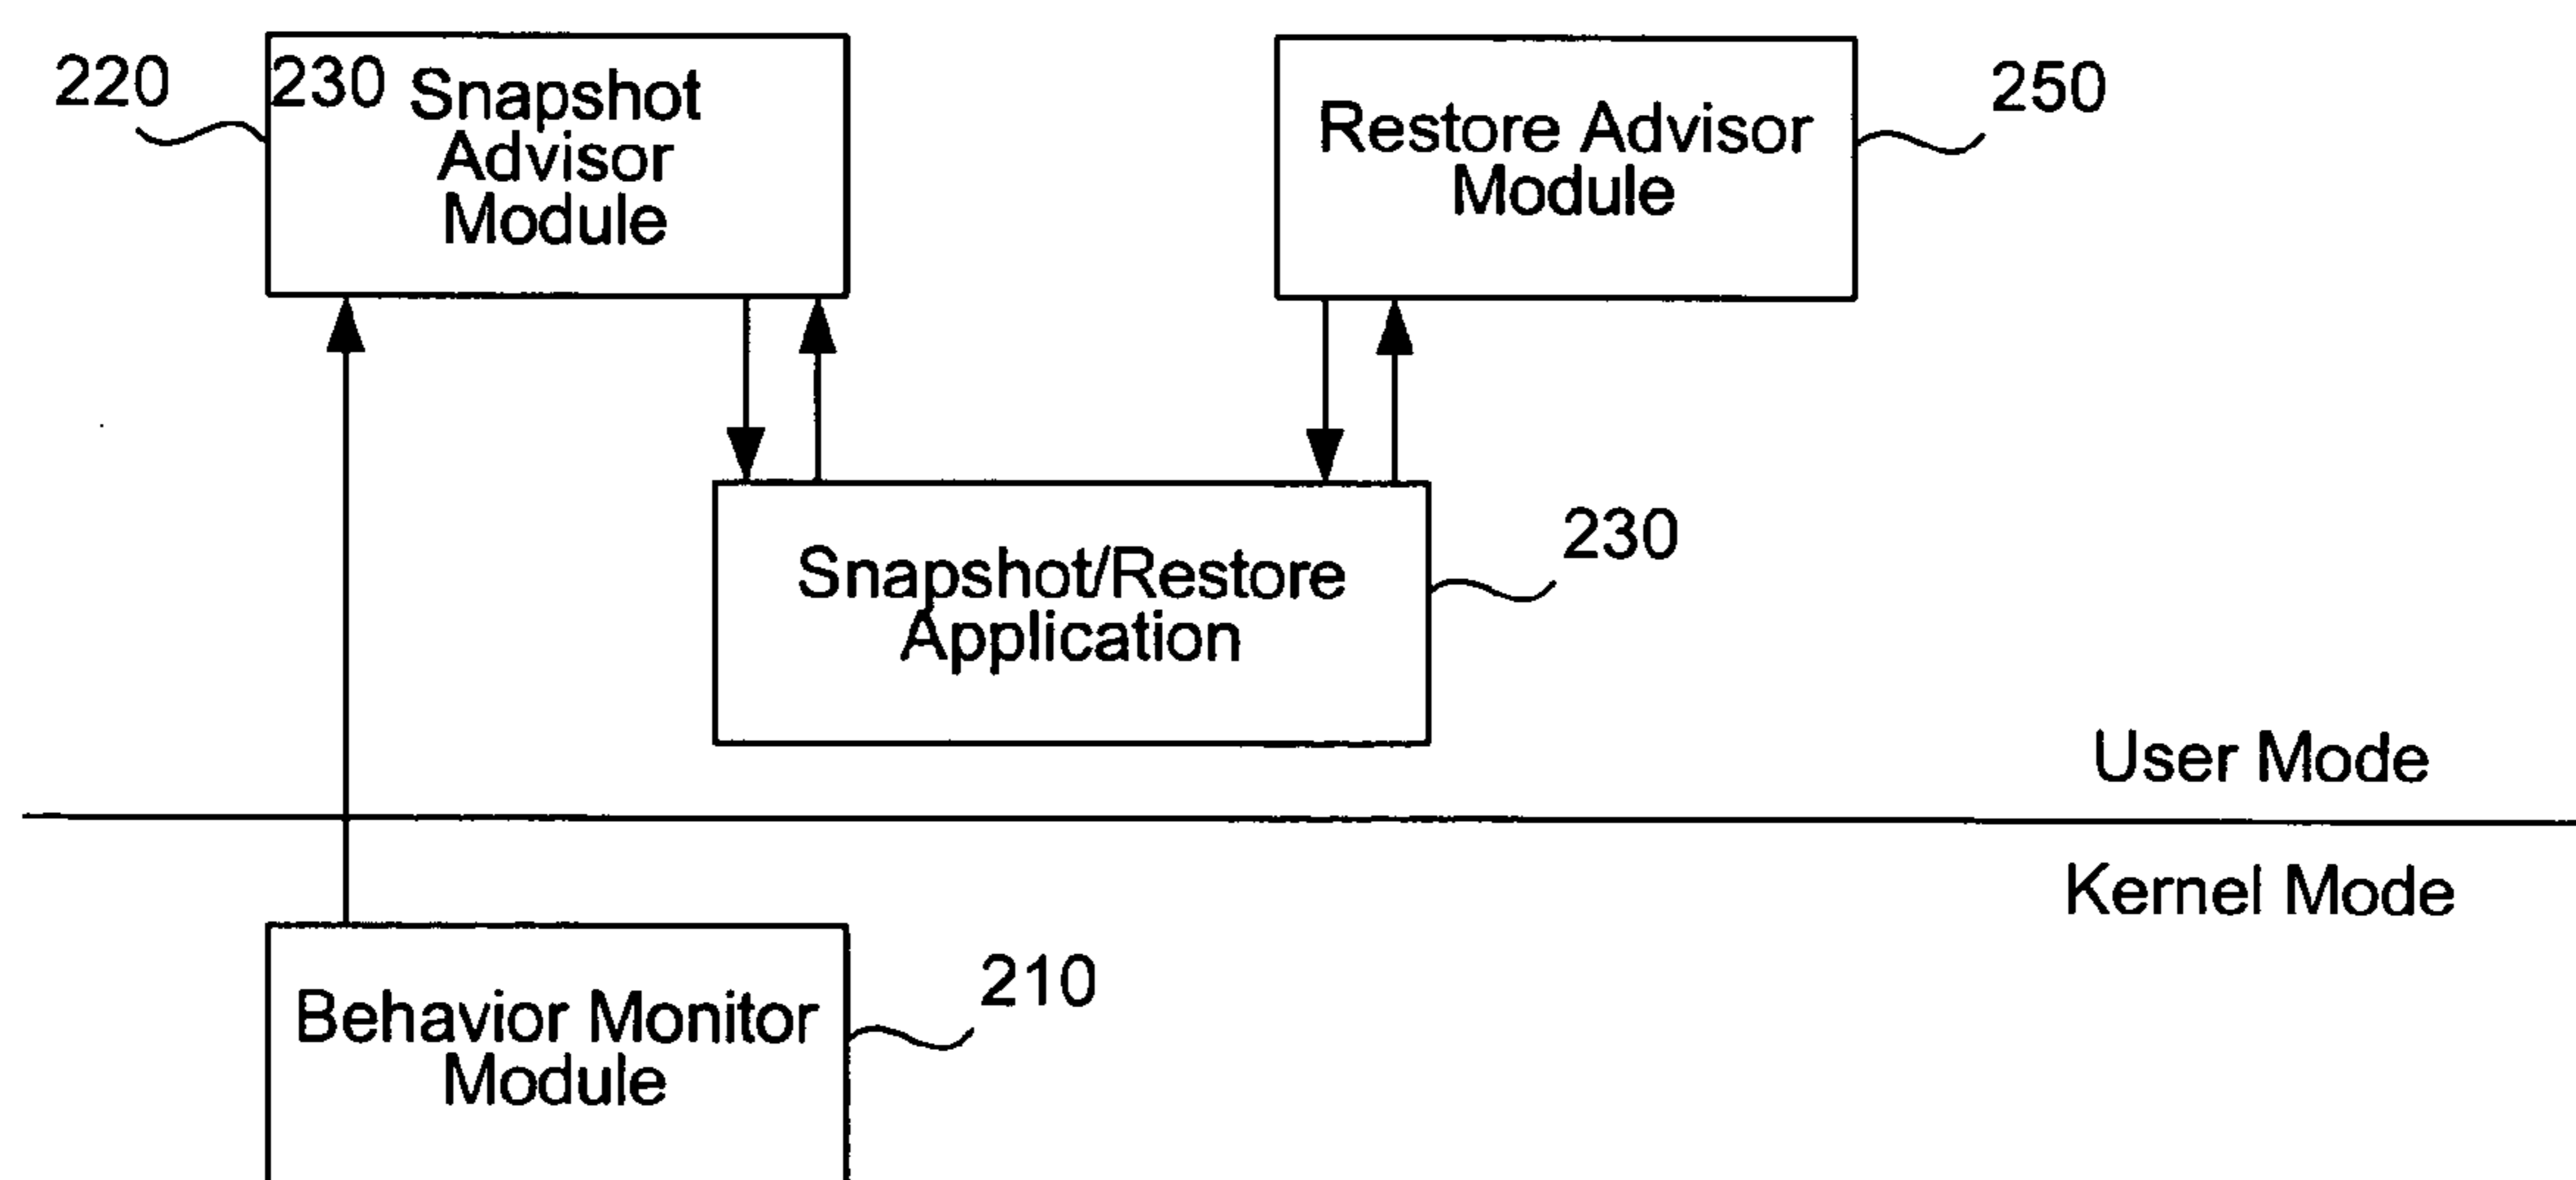 220
230 Snapshot
Advisor
Module
Restore Advisor
Module
250
Snapshot/Restore
Application
230
User Mode
Kernel Mode
Behavior Monitor
Module
210